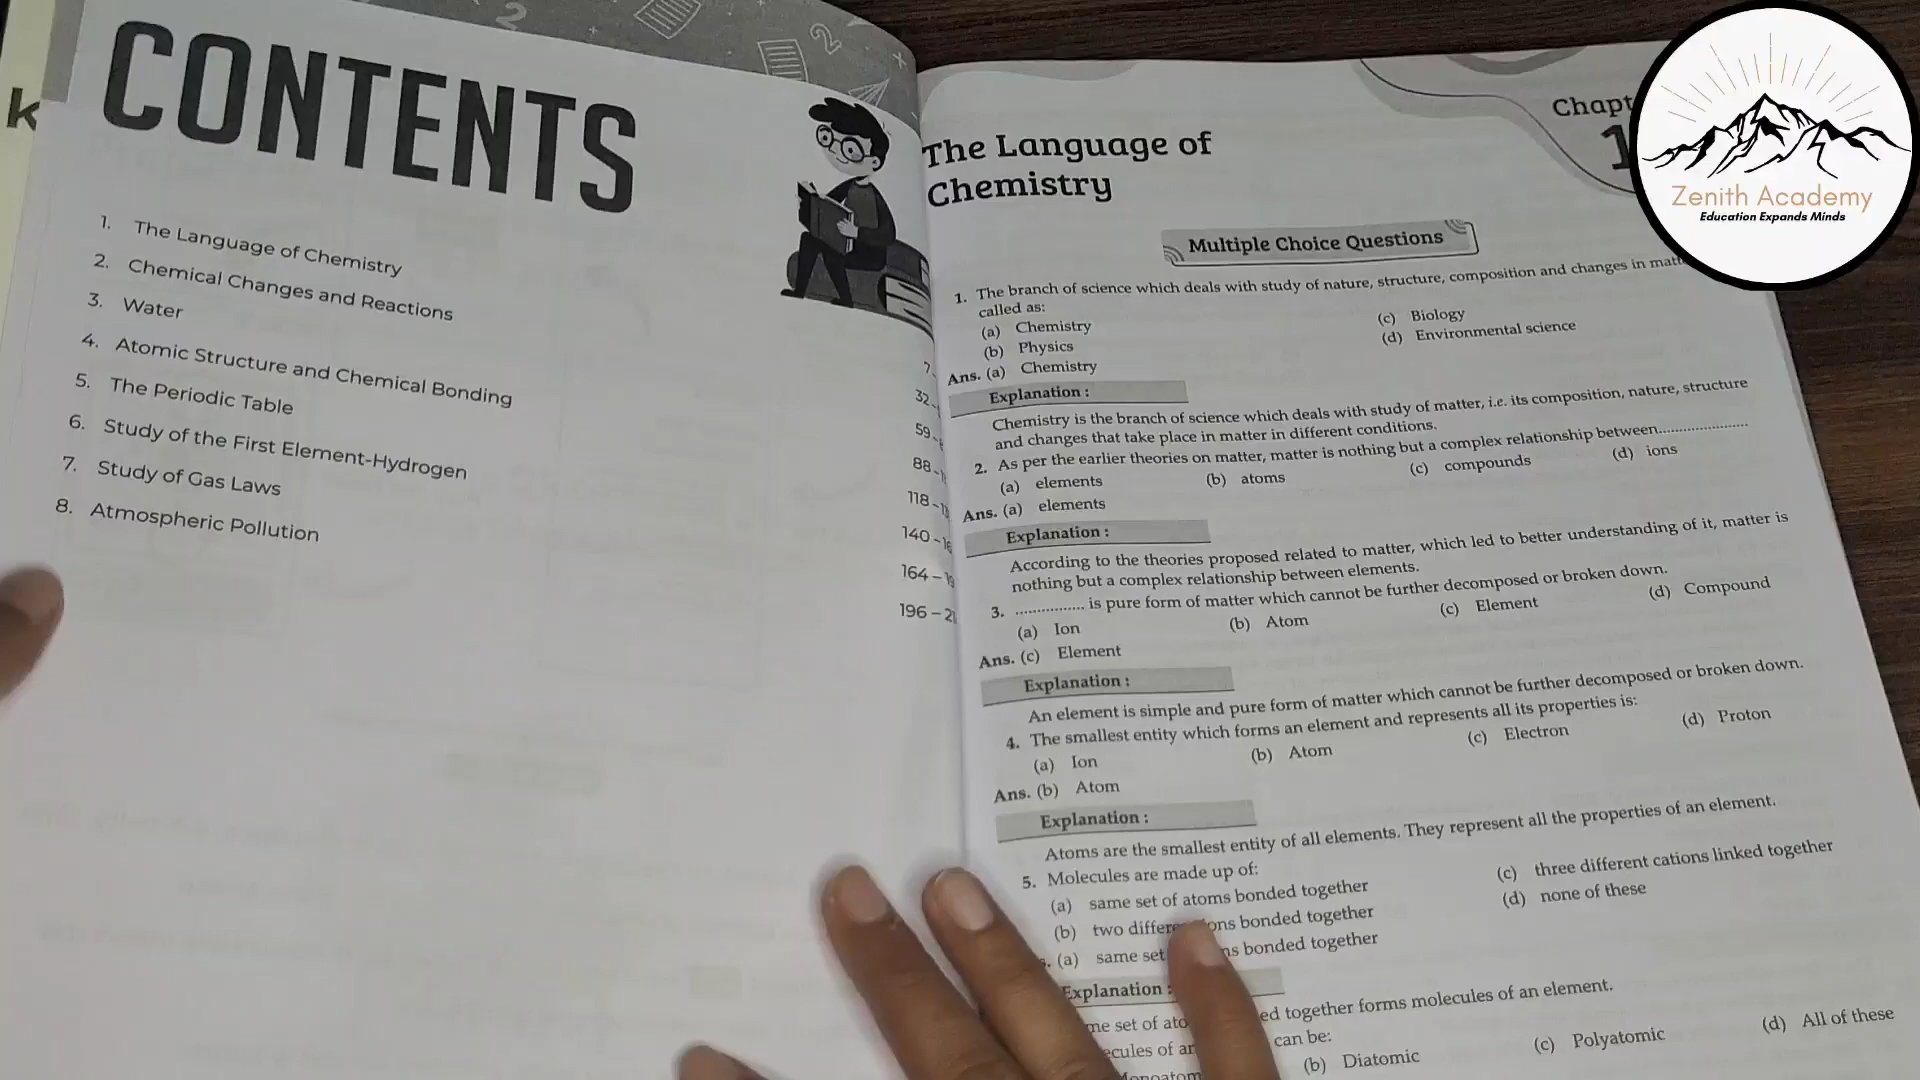 CONTENTS
1. The Language of Chemistry
2. Chemical Changes and Reactions
3. Water
4. Atomic Structure and Chemical Bonding
5. The Periodic Table
6. Study of the First Element-Hydrogen
7. Study of Gas Laws
8. Atmospheric Pollution
7
32-
59-
88-
118-
140-
164-
196-
The Language of
Chemistry
1
Zenith Academy
Education Expands Minds
Multiple Choice Questions
1. The branch of science which deals with study of nature, structure, composition and changes in
called as:
(a) Chemistry (c) Biology
(b) Physics (d) Environmental science
Ans. (a) Chemistry
Explanation :
Chemistry is the branch of science which deals with study of matter, i.e. its composition, nature, structure
and changes that take place in matter in different conditions.
2. As per the earlier theories on matter, matter is nothing but a complex relationship between......................
(a) elements (b) atoms (c) compounds (d) ions
Ans. (a) elements
Explanation :
According to the theories proposed related to matter, which led to better understanding of it, matter is
nothing but a complex relationship between elements.
3. ................. is pure form of matter which cannot be further decomposed or broken down.
(a) Ion (b) Atom (c) Element (d) Compound
Ans. (c) Element
Explanation :
An element is simple and pure form of matter which cannot be further decomposed or broken down.
4. The smallest entity which forms an element and represents all its properties is:
(a) Ion (b) Atom (c) Electron (d) Proton
Ans. (b) Atom
Explanation :
Atoms are the smallest entity of all elements. They represent all the properties of an element.
5. Molecules are made up of:
(a) same set of atoms bonded together (c) three different cations linked together
(b) two bonded together (d) none of these
(a) same set bonded together
Explanation :
set of together forms molecules of an element.
can be:
(b) Diatomic (c) Polyatomic (d) All of these